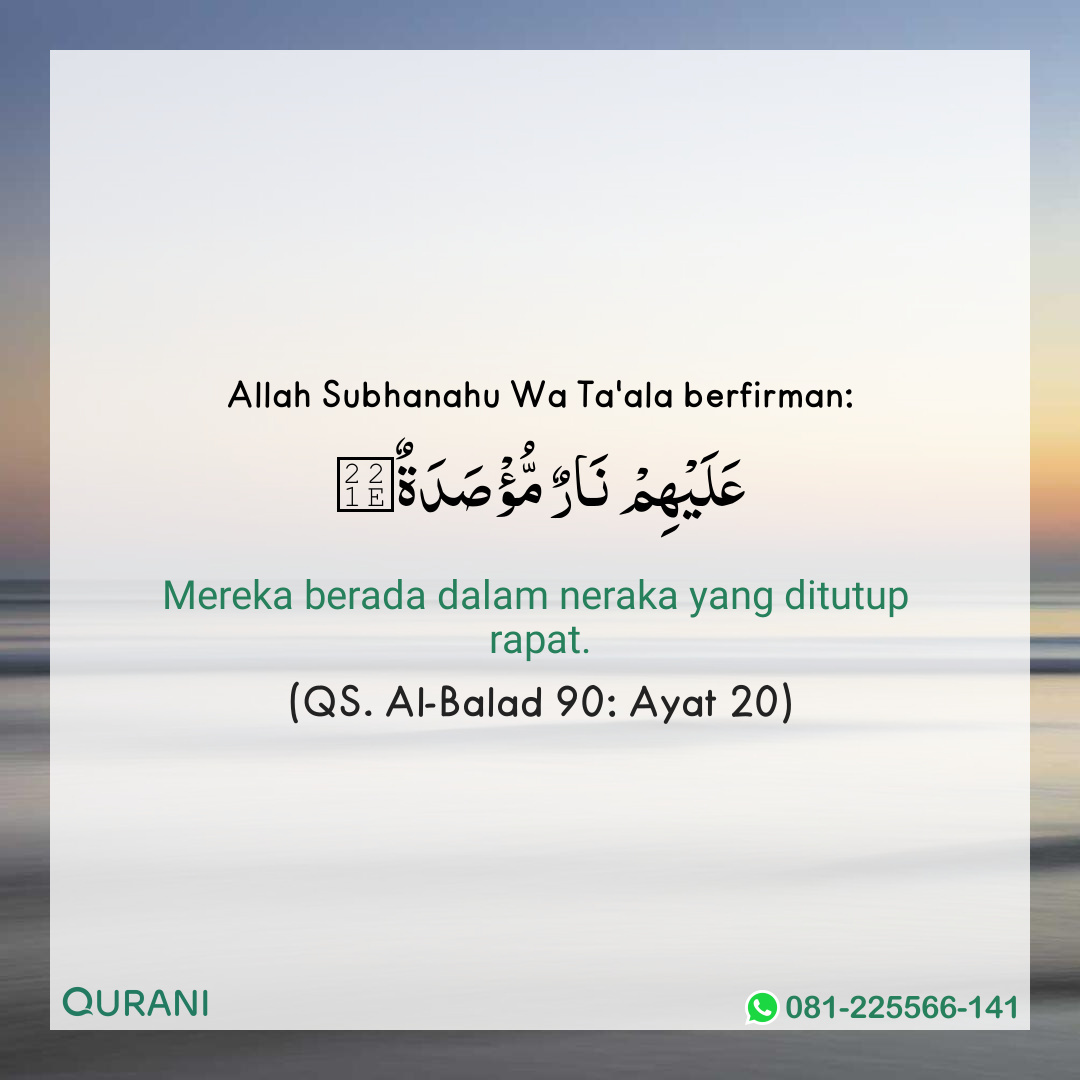 Allah Subhanahu Wa Ta'ala berfirman:
عَلَيْهِمْ نَارٌ مُّؤْصَدَةٌ∞
Mereka berada dalam neraka yang ditutup
rapat.
(QS. Al-Balad 90: Ayat 20)
QURANI
081-225566-141